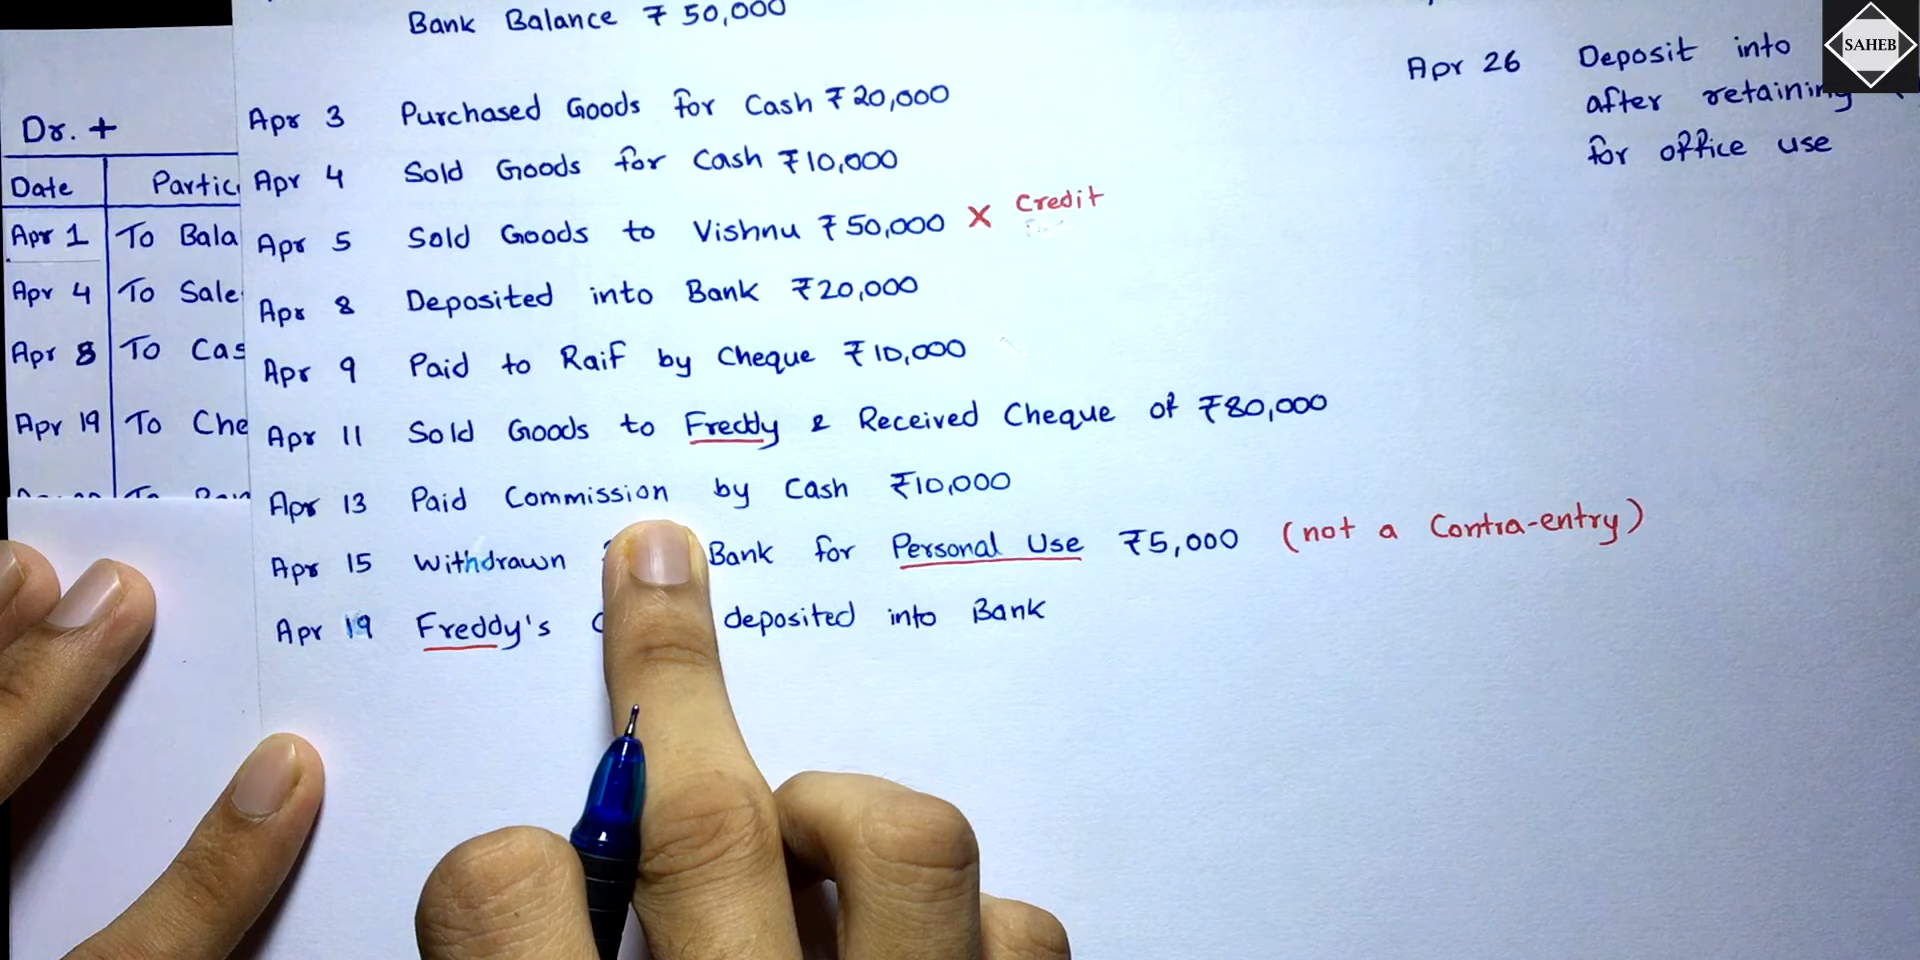 Bank Balance ₹ 50,000
Apr 3 Purchased Goods for Cash ₹20,000
Apr 4 Sold Goods for Cash ₹10,000
Apr 5 Sold Goods to Vishnu ₹50,000 X Credit
Apr 8 Deposited into Bank ₹20,000
Apr 9 Paid to Raif by Cheque ₹10,000
Apr 11 Sold Goods to Freddy & Received Cheque of ₹80,000
Apr 13 Paid Commission by Cash ₹10,000
Apr 15 Withdrawn Bank for Personal Use ₹5,000 (not a Contra-entry)
Apr 19 Freddy's deposited into Bank
Apr 26 Deposit into
after retaining
for office use
SAHEB
Dr. +
Date Partic
Apr 1 To Bala
Apr 4 To Sale
Apr 8 To Cas
Apr 19 To Che